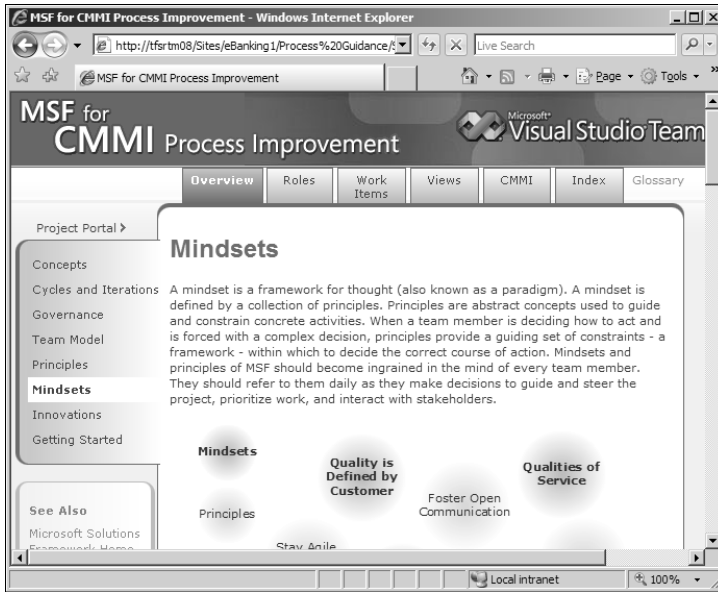 MSF for CMMI Process Improvement - Windows Internet Explorer
http://tfsrtm08/Sites/eBanking1/Process%20Guidance/
Live Search
MSF for CMMI Process Improvement
Page
Tools
»
MSF for
CMMI Process Improvement
Microsoft®
Visual Studio Team
Overview
Roles
Work
Items
Views
CMMI
Index
Glossary
Project Portal >
Concepts
Cycles and Iterations
Governance
Team Model
Principles
Mindsets
Innovations
Getting Started
See Also
Microsoft Solutions
Framework Home
Mindsets
A mindset is a framework for thought (also known as a paradigm). A mindset is
defined by a collection of principles. Principles are abstract concepts used to guide
and constrain concrete activities. When a team member is deciding how to act and
is forced with a complex decision, principles provide a guiding set of constraints - a
framework - within which to decide the correct course of action. Mindsets and
principles of MSF should become ingrained in the mind of every team member.
They should refer to them daily as they make decisions to guide and steer the
project, prioritize work, and interact with stakeholders.
Mindsets
Quality is
Defined by
Customer
Qualities of
Service
Principles
Foster Open
Communication
Stay Agile
Local intranet
100%